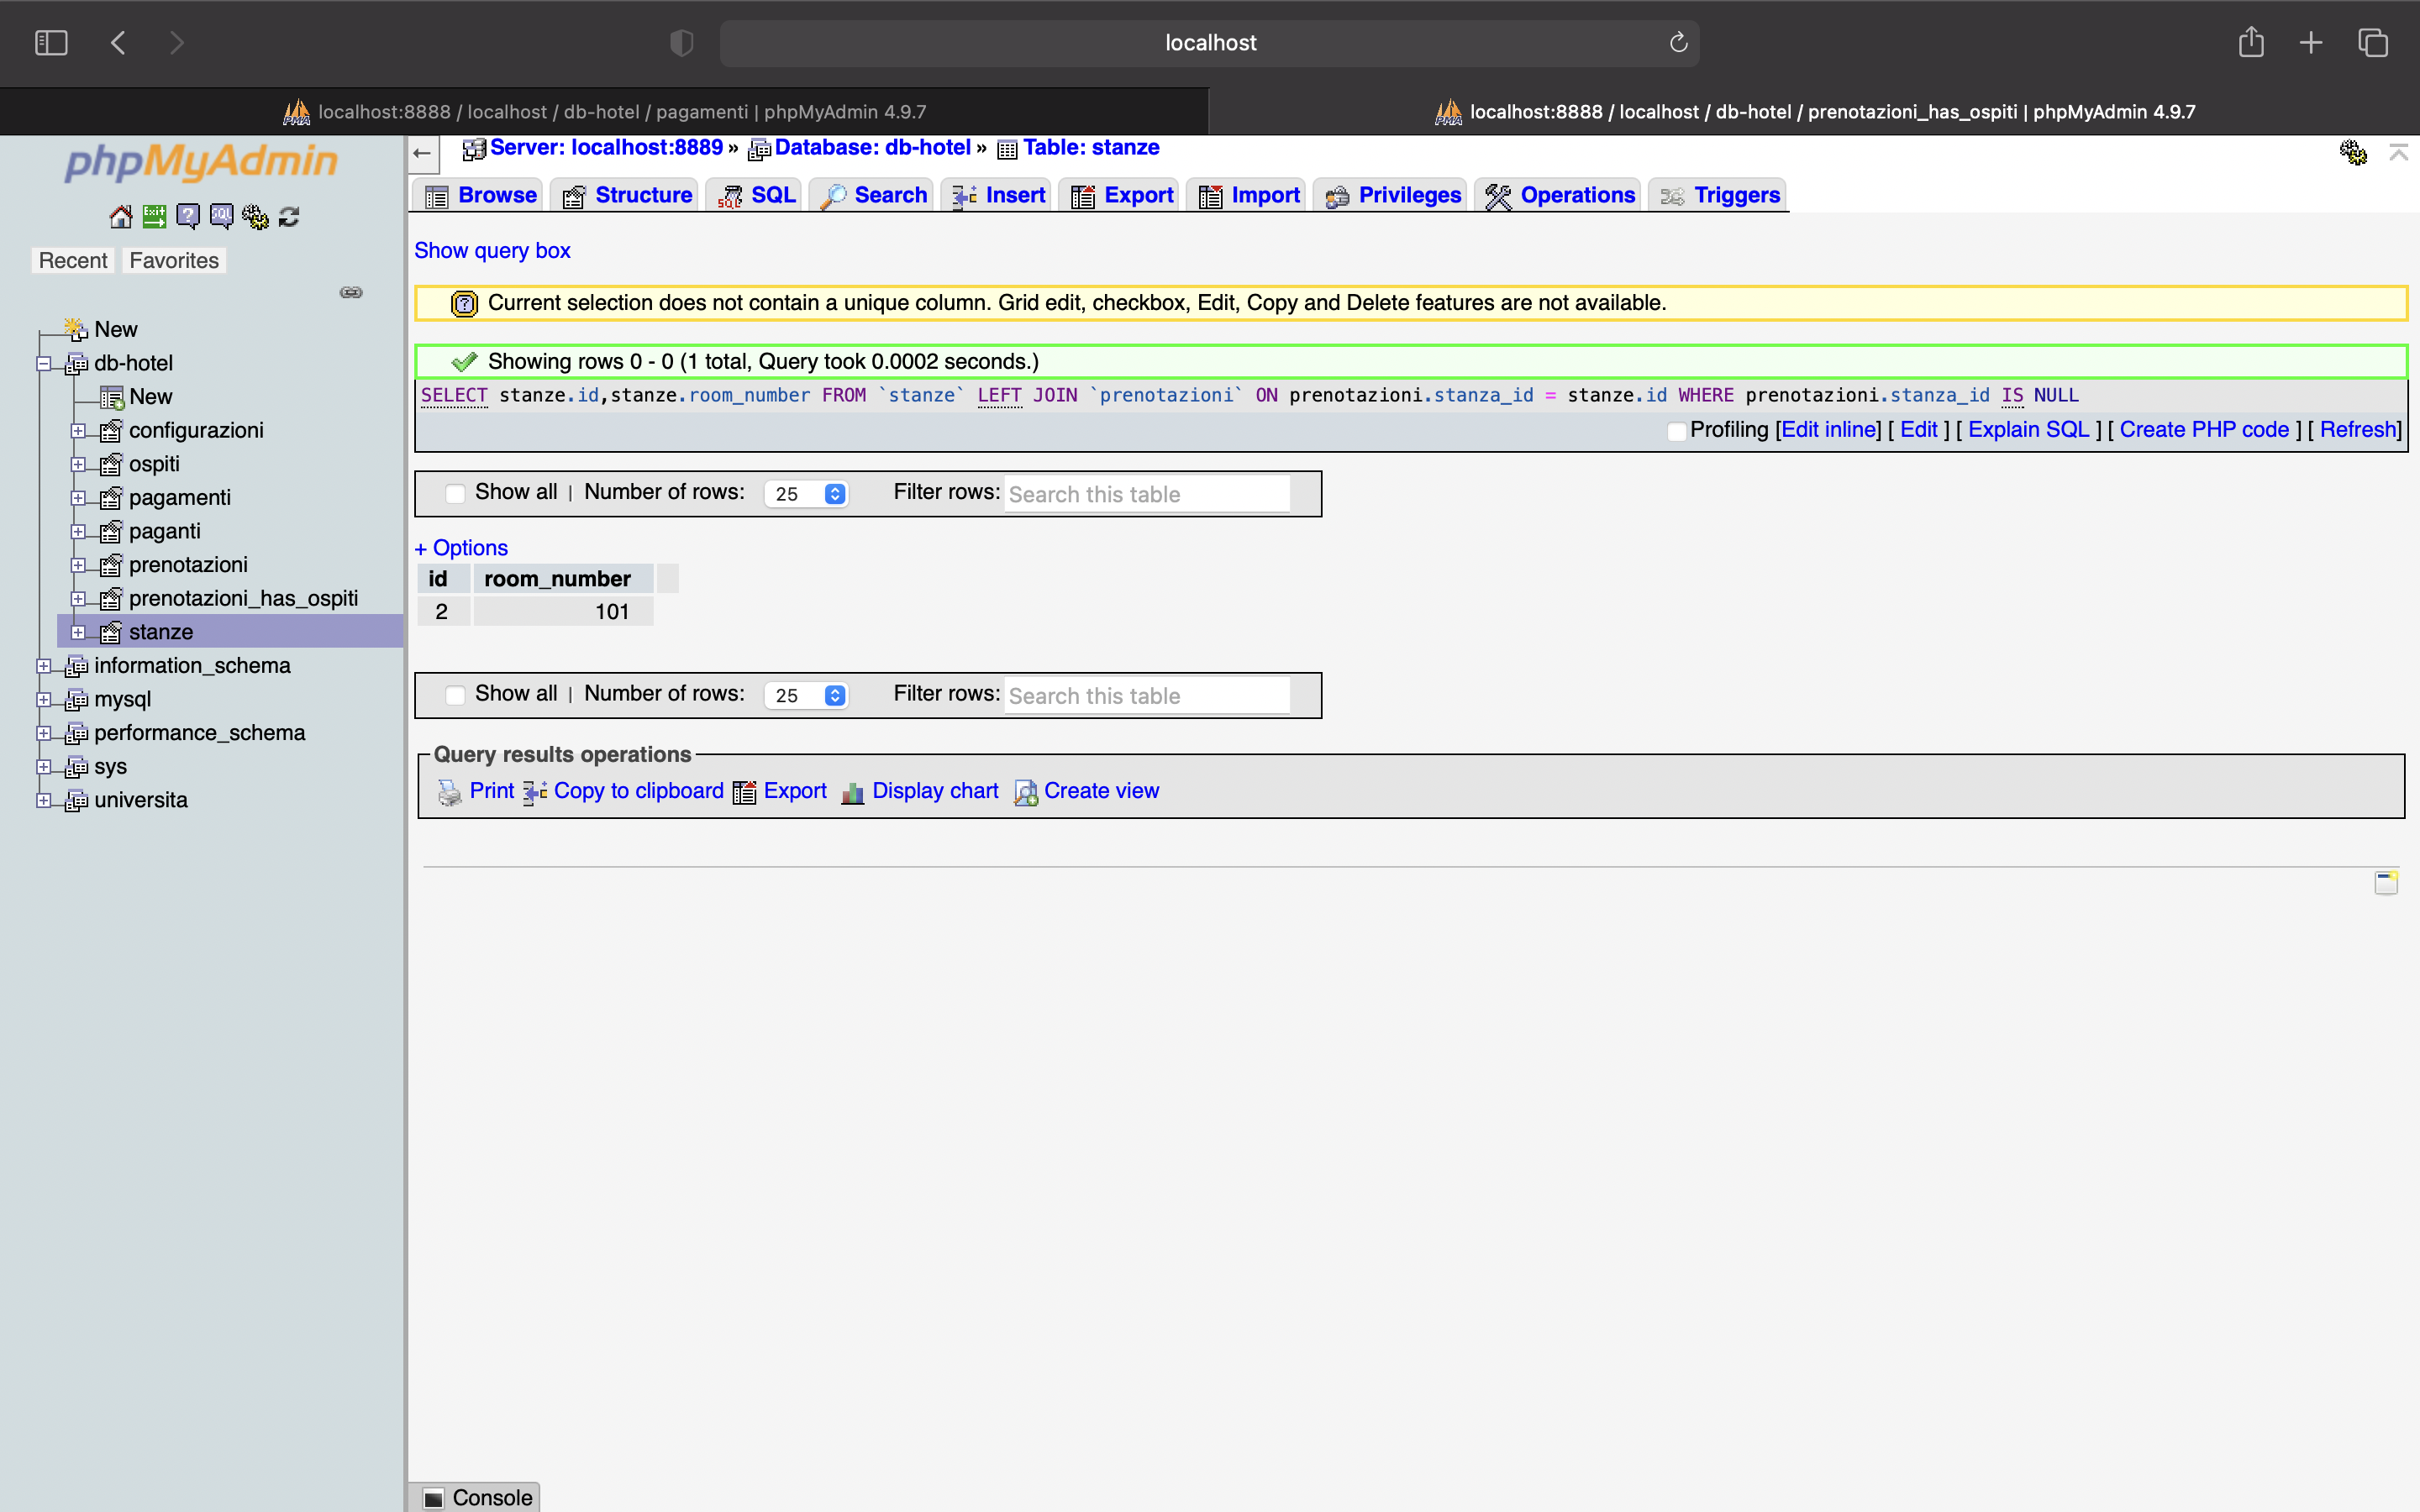 localhost
localhost:8888 / localhost / db-hotel / pagamenti | phpMyAdmin 4.9.7
localhost:8888 / localhost / db-hotel / prenotazioni_has_ospiti | phpMyAdmin 4.9.7
phpMyAdmin
Recent Favorites
New
db-hotel
New
configurazioni
ospiti
pagamenti
paganti
prenotazioni
prenotazioni_has_ospiti
stanze
information_schema
mysql
performance_schema
sys
universita
Server: localhost:8889 » Database: db-hotel » Table: stanze
Browse Structure SQL Search Insert Export Import Privileges Operations Triggers
Show query box
Current selection does not contain a unique column. Grid edit, checkbox, Edit, Copy and Delete features are not available.
Showing rows 0 - 0 (1 total, Query took 0.0002 seconds.)
SELECT stanze.id,stanze.room_number FROM `stanze` LEFT JOIN `prenotazioni` ON prenotazioni.stanza_id = stanze.id WHERE prenotazioni.stanza_id IS NULL
Profiling [Edit inline] [ Edit ] [ Explain SQL ] [ Create PHP code ] [ Refresh]
Show all | Number of rows: 25 Filter rows: Search this table
+ Options
id room_number
2 101
Show all | Number of rows: 25 Filter rows: Search this table
Query results operations
Print Copy to clipboard Export Display chart Create view
Console